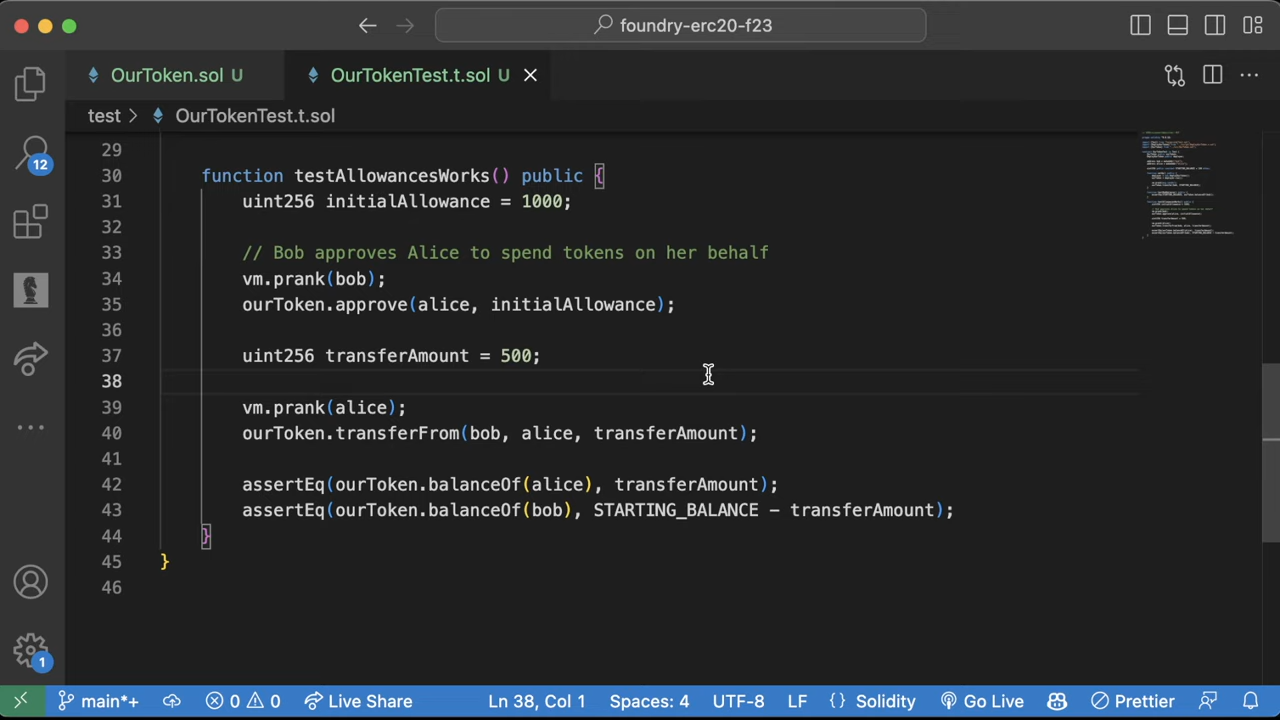 foundry-erc20-f23
OurToken.sol U
OurTokenTest.t.sol U
test > OurTokenTest.t.sol
12
29
30 function testAllowancesWorks() public {
31 uint256 initialAllowance = 1000;
32
33 // Bob approves Alice to spend tokens on her behalf
34 vm.prank(bob);
35 ourToken.approve(alice, initialAllowance);
36
37 uint256 transferAmount = 500;
38
39 vm.prank(alice);
40 ourToken.transferFrom(bob, alice, transferAmount);
41
42 assertEq(ourToken.balanceOf(alice), transferAmount);
43 assertEq(ourToken.balanceOf(bob), STARTING_BALANCE - transferAmount);
44 }
45 }
46
1
main*+ 0 0 Live Share Ln 38, Col 1 Spaces: 4 UTF-8 LF {} Solidity Go Live Prettier